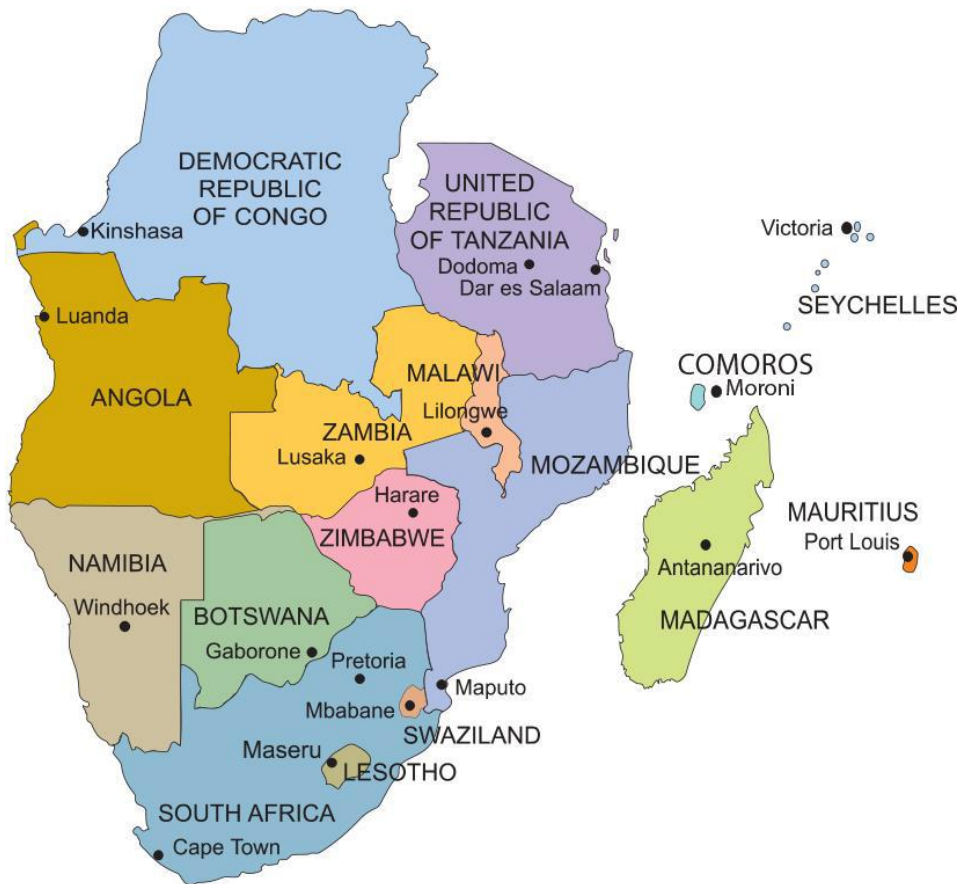 DEMOCRATIC
REPUBLIC
OF CONGO
Kinshasa
UNITED
REPUBLIC
OF TANZANIA
Dodoma
Dar es Salaam
Victoria
SEYCHELLES
Luanda
ANGOLA
MALAWI
Lilongwe
COMOROS
Moroni
ZAMBIA
Lusaka
MOZAMBIQUE
Harare
ZIMBABWE
MAURITIUS
Port Louis
NAMIBIA
Windhoek
Antananarivo
MADAGASCAR
BOTSWANA
Gaborone
Pretoria
Mbabane
Maputo
SWAZILAND
Maseru
LESOTHO
SOUTH AFRICA
Cape Town